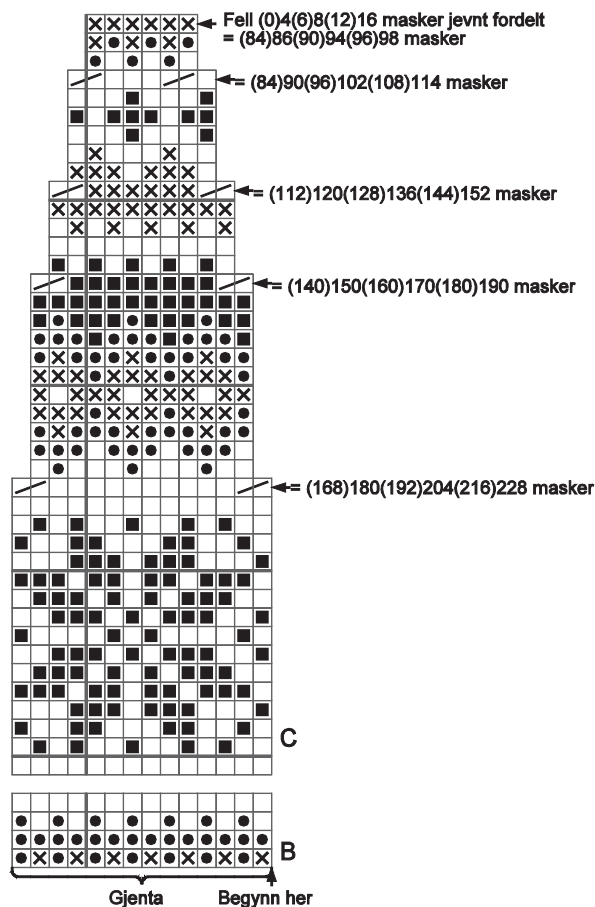 Fell (0)4(6)8(12)16 masker jevnt fordelt
= (84)86(90)94(96)98 masker
= (84)90(96)102(108)114 masker
= (112)120(128)136(144)152 masker
= (140)150(160)170(180)190 masker
= (168)180(192)204(216)228 masker
C
B
Gjenta Begynn her